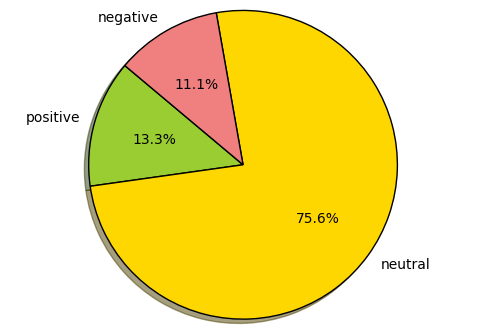 negative
11.1%
positive
13.3%
75.6%
neutral